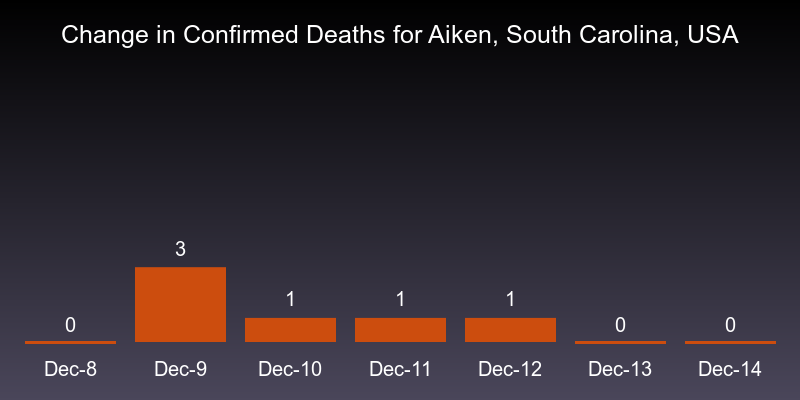 Change in Confirmed Deaths for Aiken, South Carolina, USA
3
1 1 1
0 0 0
Dec-8 Dec-9 Dec-10 Dec-11 Dec-12 Dec-13 Dec-14